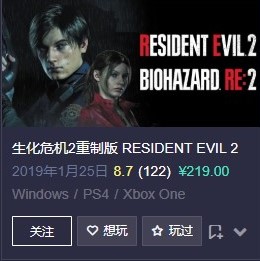 RESIDENT EVIL 2
BIOHAZARD RE:2
生化危机2重制版 RESIDENT EVIL 2
2019年1月25日 8.7 (122) ¥219.00
Windows / PS4 / Xbox One
关注 想玩 玩过